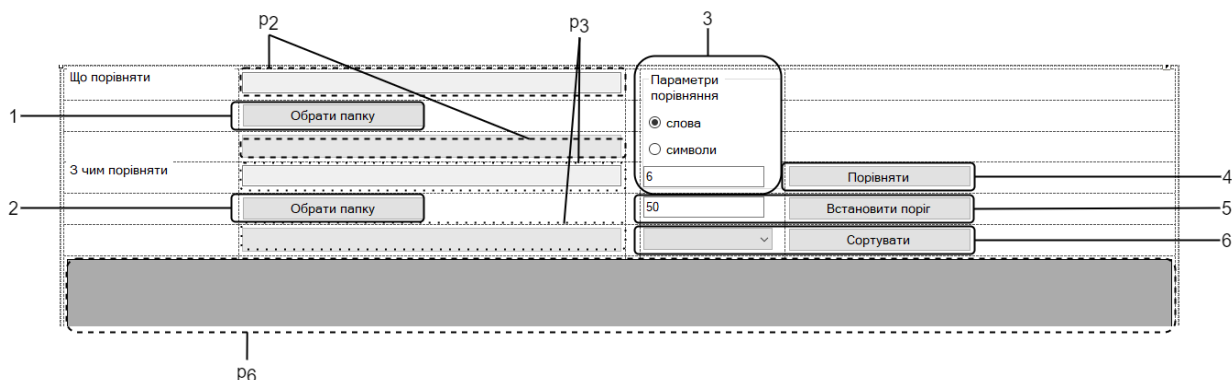 p2
p3
3
Що порівняти
Параметри
порівняння
1
Обрати папку
слова
символи
З чим порівняти
6
Порівняти
4
2
Обрати папку
50
Встановити поріг
5
Сортувати
6
p6